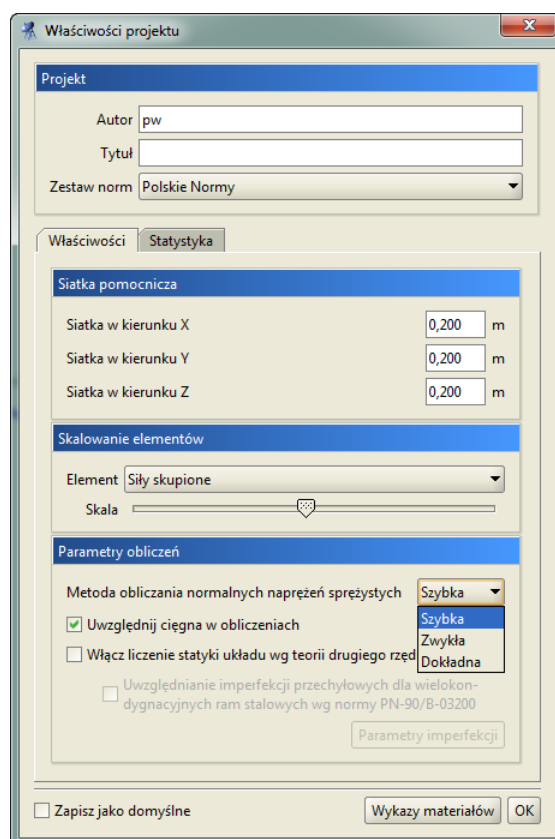 Właściwości projektu
Projekt
Autor pw
Tytuł
Zestaw norm Polskie Normy
Właściwości Statystyka
Siatka pomocnicza
Siatka w kierunku X 0,200 m
Siatka w kierunku Y 0,200 m
Siatka w kierunku Z 0,200 m
Skalowanie elementów
Element Siły skupione
Skala
Parametry obliczeń
Metoda obliczania normalnych naprężeń sprężystych Szybka
Szybka
Uwzględnij cięgna w obliczeniach
Zwykła
Włącz liczenie statyki układu wg teorii drugiego rzęd
Dokładna
Uwzględnianie imperfekcji przechyłowych dla wielokon-
dygnacyjnych ram stalowych wg normy PN-90/B-03200
Parametry imperfekcji
Zapisz jako domyślne Wykazy materiałów OK